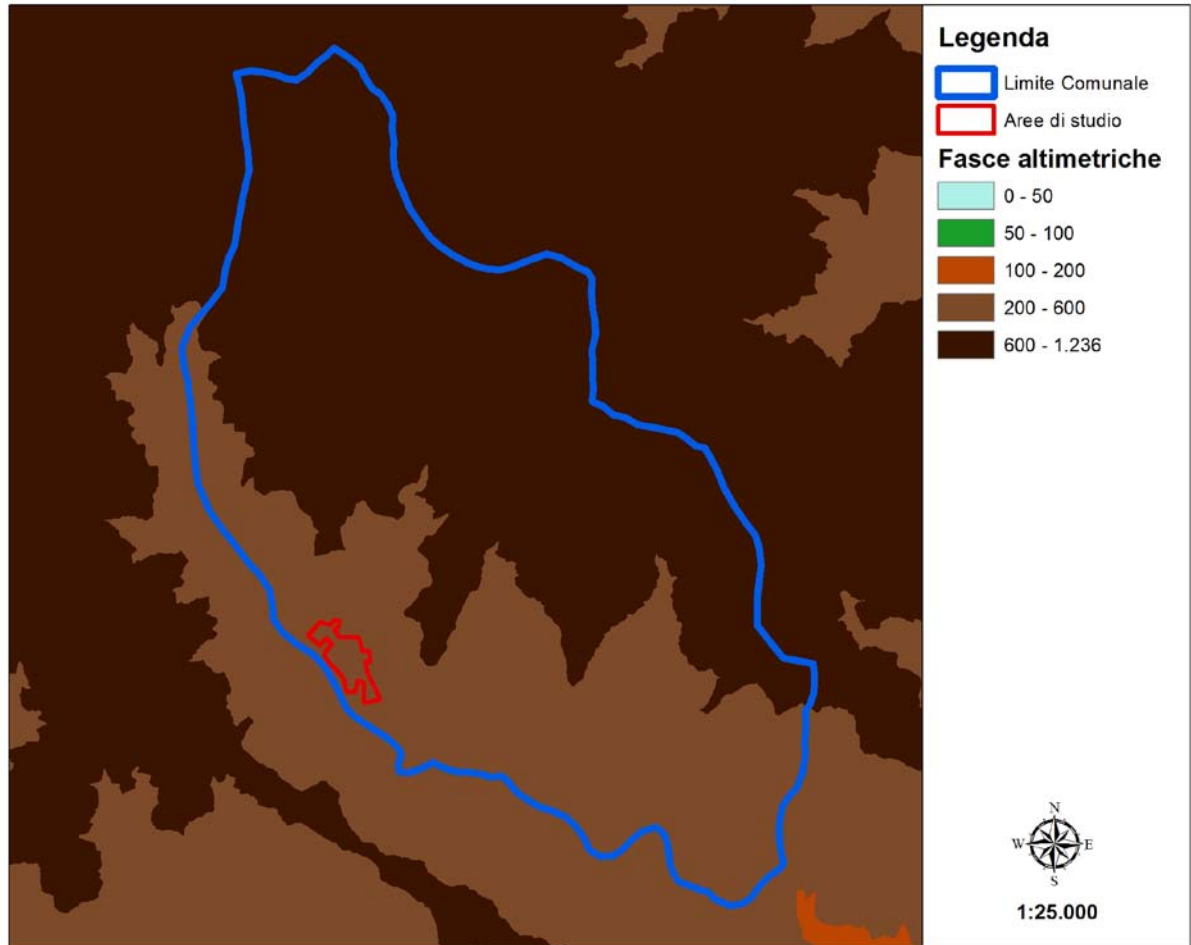 Legenda
Limite Comunale
Aree di studio
Fasce altimetriche
0 - 50
50 - 100
100 - 200
200 - 600
600 - 1.236
N
W E
S
1:25.000